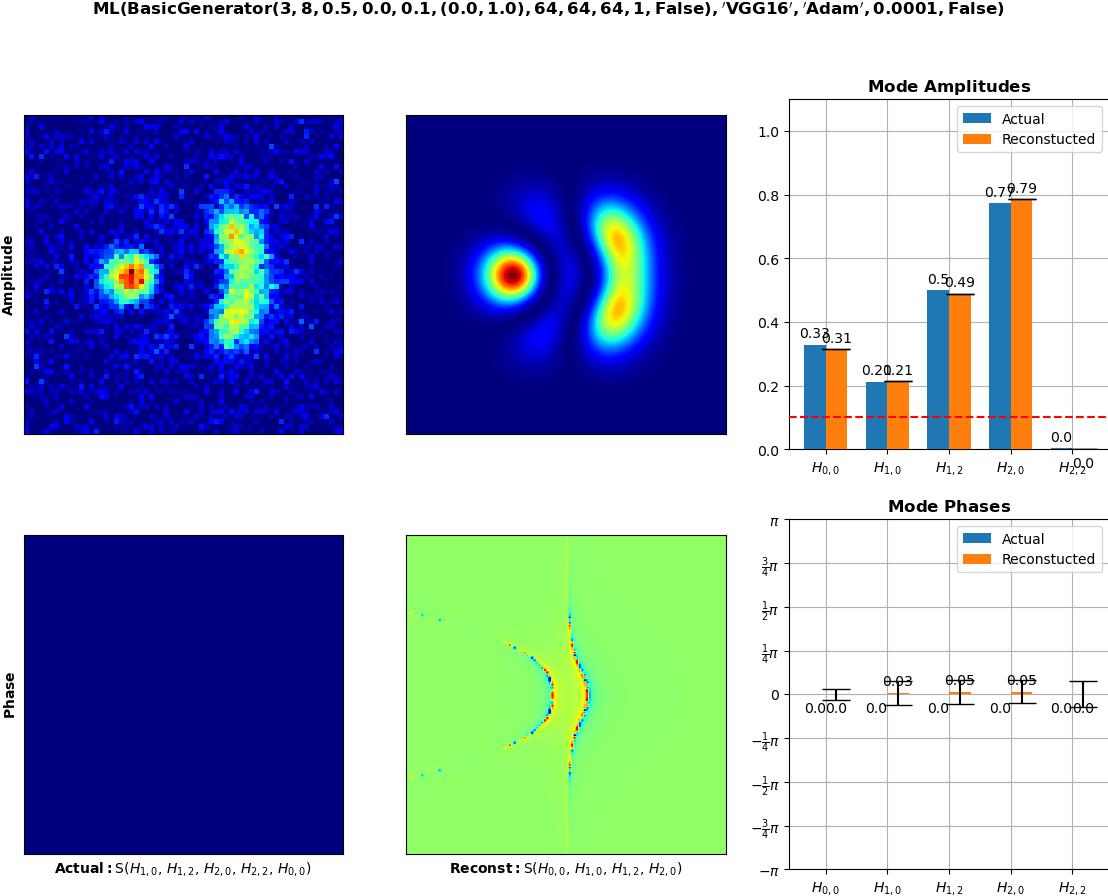 ML(BasicGenerator(3, 8, 0.5, 0.0, 0.1, (0.0, 1.0), 64, 64, 64, 1, False), ′VGG16′, ′Adam′, 0.0001, False)
Amplitude
Mode Amplitudes
Actual
Reconstucted
1.0
0.8
0.6
0.4
0.2
0.0
0.33
0.31
0.21
0.21
0.5
0.49
0.77
0.79
0.0
0.0
H0,0
H1,0
H1,2
H2,0
H2,2
Phase
Actual: S(H1,0, H1,2, H2,0, H2,2, H0,0)
Reconst: S(H0,0, H1,0, H1,2, H2,0)
Mode Phases
Actual
Reconstucted
π
3/4π
1/2π
1/4π
0
−1/4π
−1/2π
−3/4π
−π
0.0
0.0
0.0
0.03
0.0
0.05
0.0
0.05
0.0
0.0
H0,0
H1,0
H1,2
H2,0
H2,2